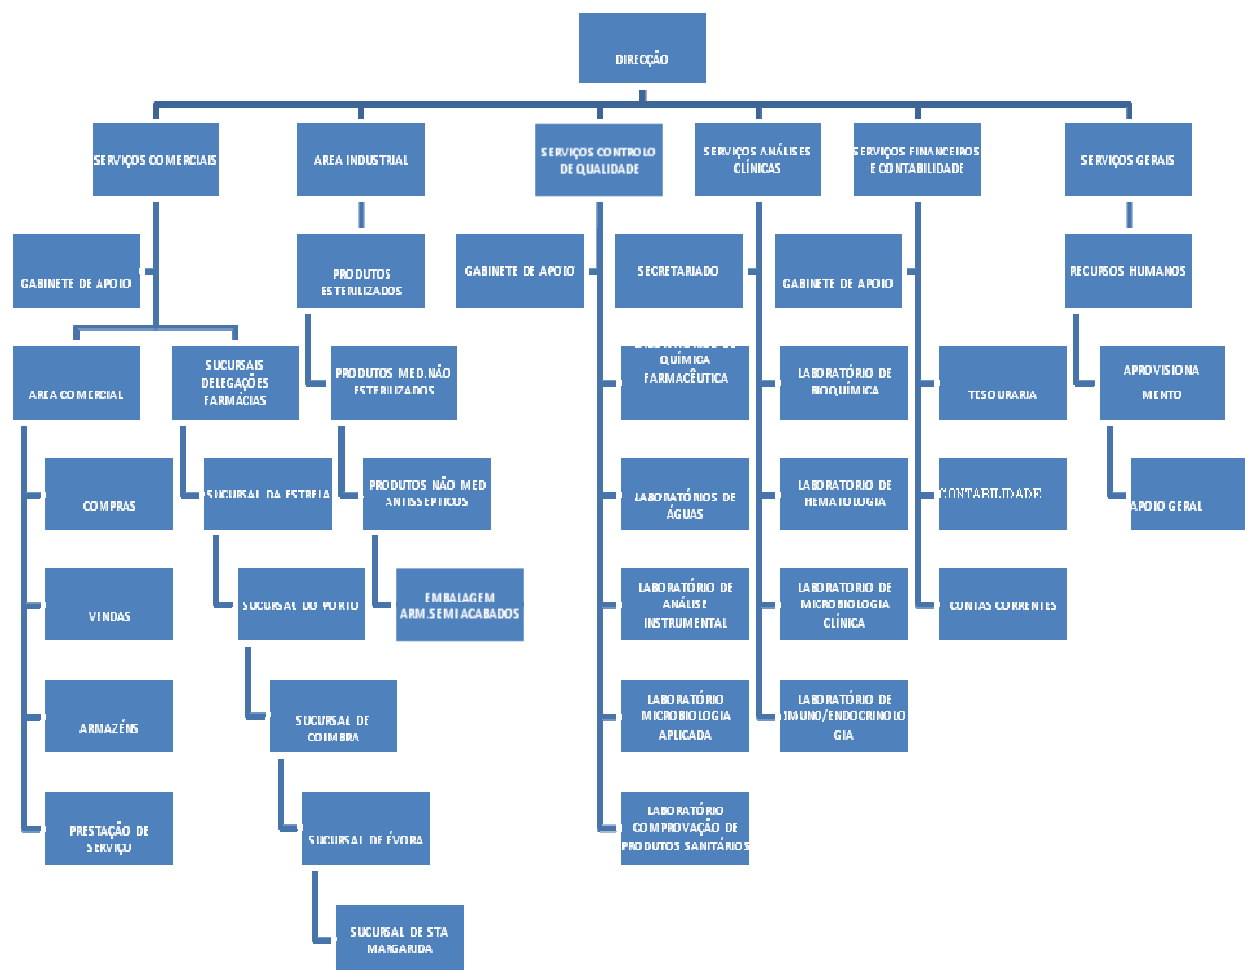 DIRECÇÃO
SERVIÇOS COMERCIAIS
AREA INDUSTRIAL
SERVIÇOS CONTROLO
DE QUALIDADE
SERVIÇOS ANÁLISES
CLÍNICAS
SERVIÇOS FINANCEIROS
E CONTABILIDADE
SERVIÇOS GERAIS
GABINETE DE APOIO
PRODUTOS
ESTERILIZADOS
GABINETE DE APOIO
SECRETARIADO
GABINETE DE APOIO
RECURSOS HUMANOS
AREA COMERCIAL
SUCURSAIS
DELEGAÇÕES
FARMÁCIAS
PRODUTOS MED.NÃO
ESTERILIZADOS
QUÍMICA
FARMACÊUTICA
LABORATÓRIO DE
BIOQUÍMICA
TESOURARIA
APROVISIONA
MENTO
COMPRAS
SUCURSAL DA ESTRELA
PRODUTOS NÃO MED
ANTISSEPTICOS
LABORATÓRIOS DE
ÁGUAS
LABORATORIO DE
HEMATOLOGIA
CONTABILIDADE
APOIO GERAL
VENDAS
SUCURSAL DO PORTO
EMBALAGEM
ARM.SEMI ACABADOS
LABORATÓRIO DE
ANÁLISE
INSTRUMENTAL
LABORATORIO DE
MICROBIOLOGIA
CLÍNICA
CONTAS CORRENTES
ARMAZÉNS
SUCURSAL DE
COIMBRA
LABORATÓRIO
MICROBIOLOGIA
APLICADA
LABORATÓRIO DE
IMUNO/ENDOCRINOLO
GIA
PRESTAÇÃO DE
SERVIÇO
SUCURSAL DE ÉVORA
LABORATÓRIO
COMPROVAÇÃO DE
PRODUTOS SANITÁRIOS
SUCURSAL DE STA
MARGARIDA